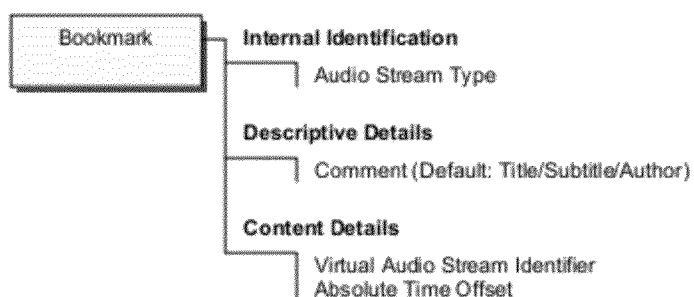 Bookmark
Internal Identification
Audio Stream Type
Descriptive Details
Comment (Default: Title/Subtitle/Author)
Content Details
Virtual Audio Stream Identifier
Absolute Time Offset